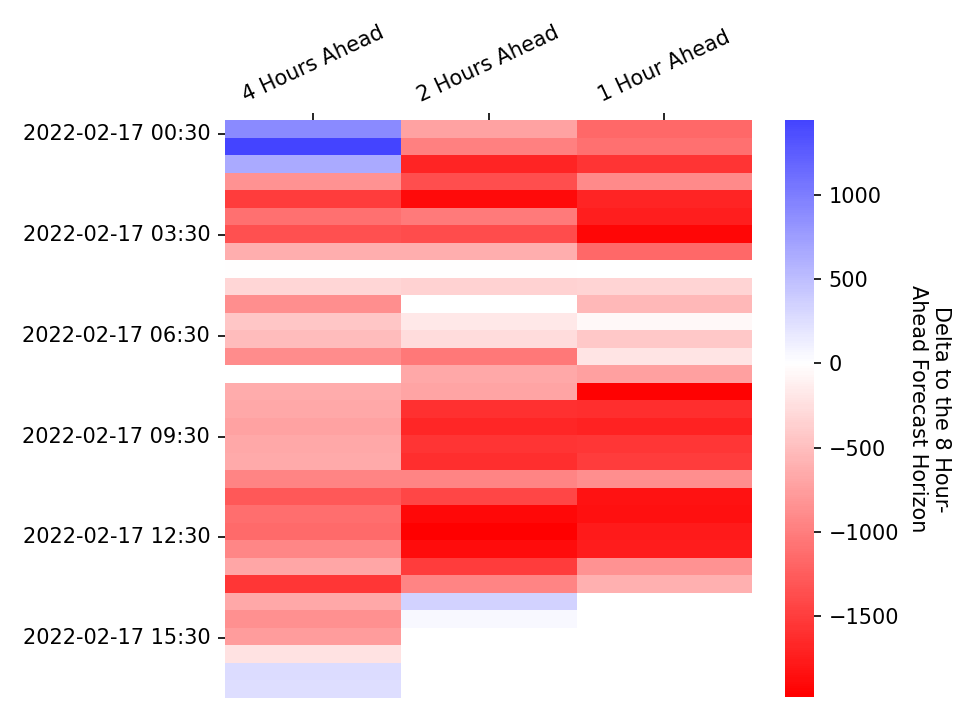 4 Hours Ahead
2 Hours Ahead
1 Hour Ahead
2022-02-17 00:30
2022-02-17 03:30
2022-02-17 06:30
2022-02-17 09:30
2022-02-17 12:30
2022-02-17 15:30
1000
500
0
−500
−1000
−1500
Delta to the 8 Hour-
Ahead Forecast Horizon